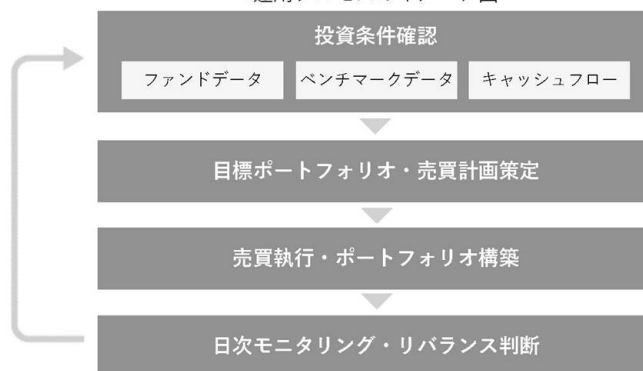 投資条件確認
ファンドデータ
ベンチマークデータ
キャッシュフロー
目標ポートフォリオ・売買計画策定
売買執行・ポートフォリオ構築
日次モニタリング・リバランス判断